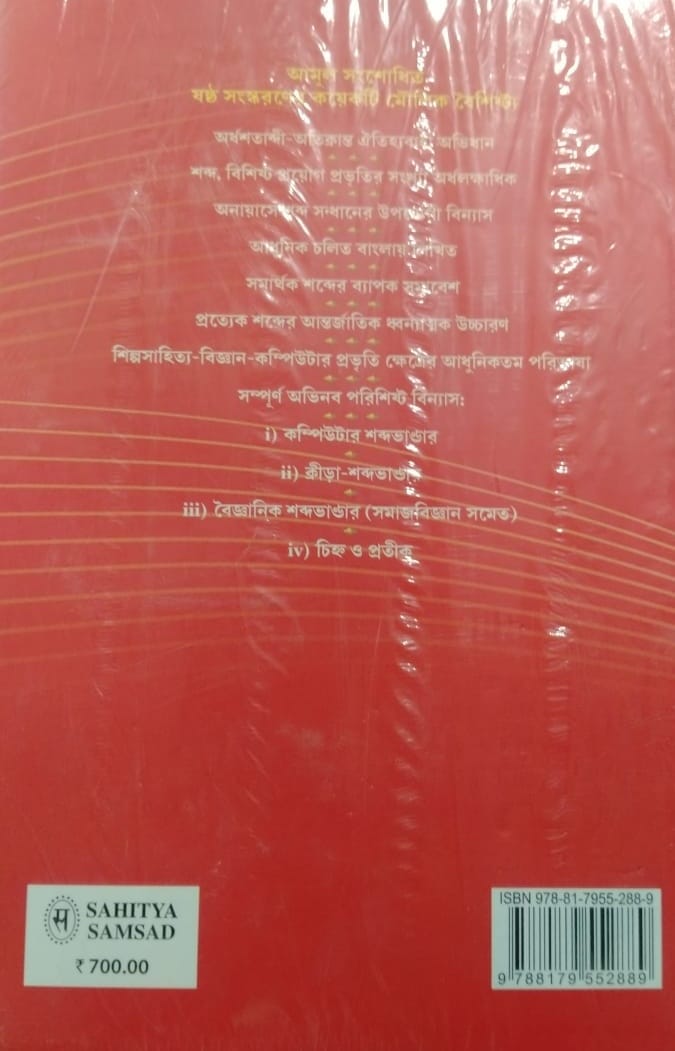 আমূল সংশোধিত
ষষ্ঠ সংস্করণের কয়েকটি মৌলিক বৈশিষ্ট্য
অর্ধশতাব্দী-অতিক্রান্ত ঐতিহ্যবাহী অভিধান
শব্দ, বিশিষ্ট প্রয়োগ প্রভৃতির সংখ্যা অর্ধলক্ষাধিক
অনায়াসে শব্দ সন্ধানের উপযোগী বিন্যাস
আধুনিক চলিত বাংলায় লিখিত
সমার্থক শব্দের ব্যাপক সমাবেশ
প্রত্যেক শব্দের আন্তর্জাতিক ধ্বন্যাত্মক উচ্চারণ
শিল্পসাহিত্য-বিজ্ঞান-কম্পিউটার প্রভৃতি ক্ষেত্রের আধুনিকতম পরিভাষা
সম্পূর্ণ অভিনব পরিশিষ্ট বিন্যাস:
i) কম্পিউটার শব্দভাণ্ডার
ii) ক্রীড়া-শব্দভাণ্ডার
iii) বৈজ্ঞানিক শব্দভাণ্ডার (সমাজবিজ্ঞান সমেত)
iv) চিহ্ন ও প্রতীক
स
SAHITYA
SAMSAD
₹ 700.00
ISBN 978-81-7955-288-9
9 788179 552889